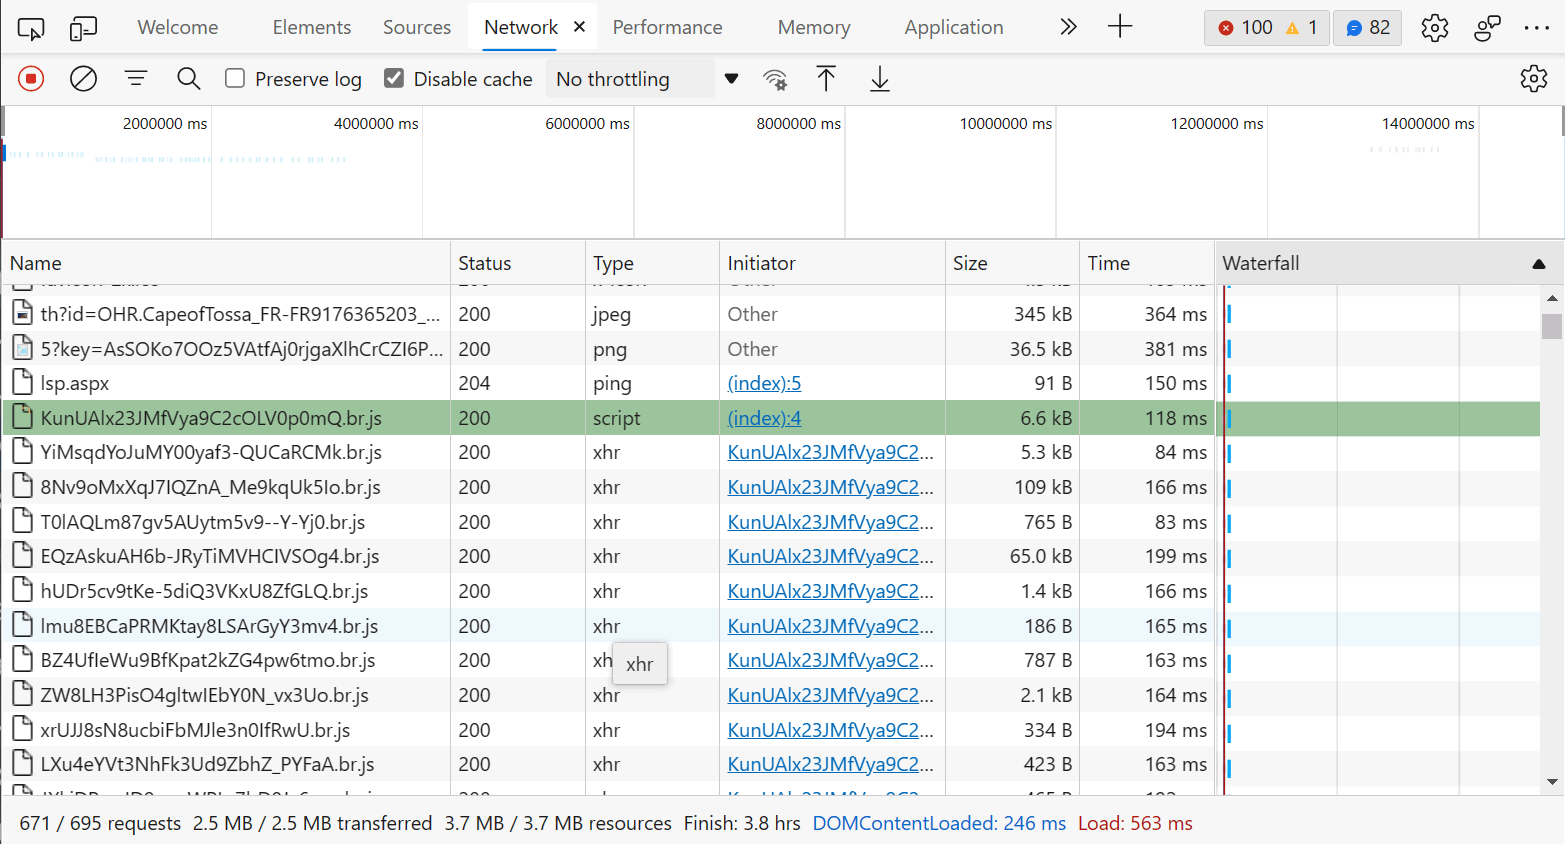 Welcome Elements Sources Network Performance Memory Application 100 1 82
Preserve log Disable cache No throttling
2000000 ms 4000000 ms 6000000 ms 8000000 ms 10000000 ms 12000000 ms 14000000 ms
Name Status Type Initiator Size Time Waterfall
th?id=OHR.CapeofTossa_FR-FR9176365203_... 200 jpeg Other 345 kB 364 ms
5?key=AsSOKo7OOz5VAtfAj0rjgaXlhCrCZI6P... 200 png Other 36.5 kB 381 ms
lsp.aspx 204 ping (index):5 91 B 150 ms
KunUAlx23JMfVya9C2cOLV0p0mQ.br.js 200 script (index):4 6.6 kB 118 ms
YiMsqdYoJuMY00yaf3-QUCaRCMk.br.js 200 xhr KunUAlx23JMfVya9C2... 5.3 kB 84 ms
8Nv9oMxXqJ7IQZnA_Me9kqUk5Io.br.js 200 xhr KunUAlx23JMfVya9C2... 109 kB 166 ms
T0lAQLm87gv5AUytm5v9--Y-Yj0.br.js 200 xhr KunUAlx23JMfVya9C2... 765 B 83 ms
EQzAskuAH6b-JRyTiMVHCIVSOg4.br.js 200 xhr KunUAlx23JMfVya9C2... 65.0 kB 199 ms
hUDr5cv9tKe-5diQ3VKxU8ZfGLQ.br.js 200 xhr KunUAlx23JMfVya9C2... 1.4 kB 166 ms
lmu8EBCaPRMKtay8LSArGyY3mv4.br.js 200 xhr KunUAlx23JMfVya9C2... 186 B 165 ms
BZ4UfIeWu9BfKpat2kZG4pw6tmo.br.js 200 xh KunUAlx23JMfVya9C2... 787 B 163 ms
xhr
ZW8LH3PisO4gltwIEbY0N_vx3Uo.br.js 200 xhr KunUAlx23JMfVya9C2... 2.1 kB 164 ms
xrUJJ8sN8ucbiFbMJle3n0IfRwU.br.js 200 xhr KunUAlx23JMfVya9C2... 334 B 194 ms
LXu4eYVt3NhFk3Ud9ZbhZ_PYFaA.br.js 200 xhr KunUAlx23JMfVya9C2... 423 B 163 ms
671 / 695 requests 2.5 MB / 2.5 MB transferred 3.7 MB / 3.7 MB resources Finish: 3.8 hrs DOMContentLoaded: 246 ms Load: 563 ms